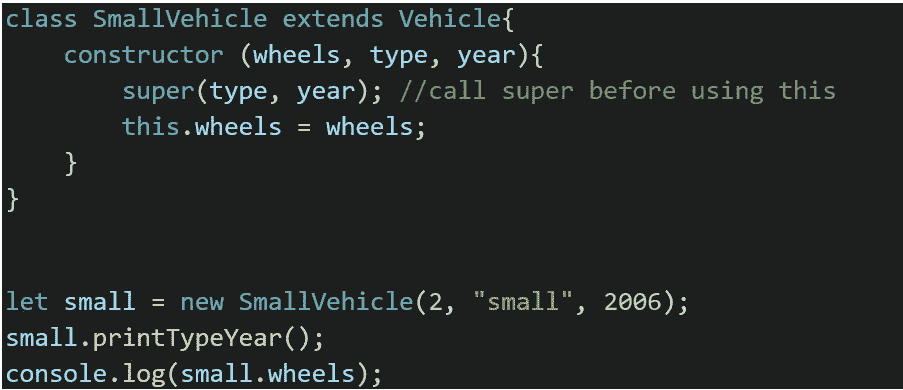 class SmallVehicle extends Vehicle{
    constructor (wheels, type, year){
        super(type, year); //call super before using this
        this.wheels = wheels;
    }
}
let small = new SmallVehicle(2, "small", 2006);
small.printTypeYear();
console.log(small.wheels);